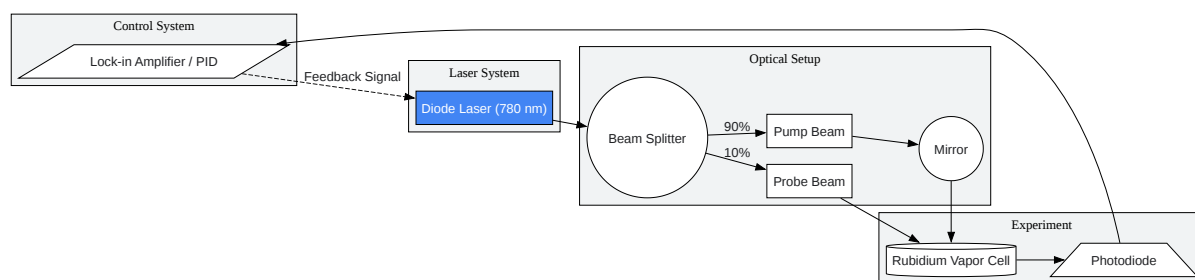 Control System
Lock-in Amplifier / PID
Feedback Signal
Laser System
Diode Laser (780 nm)
Optical Setup
Beam Splitter
90%
10%
Pump Beam
Probe Beam
Mirror
Experiment
Rubidium Vapor Cell
Photodiode